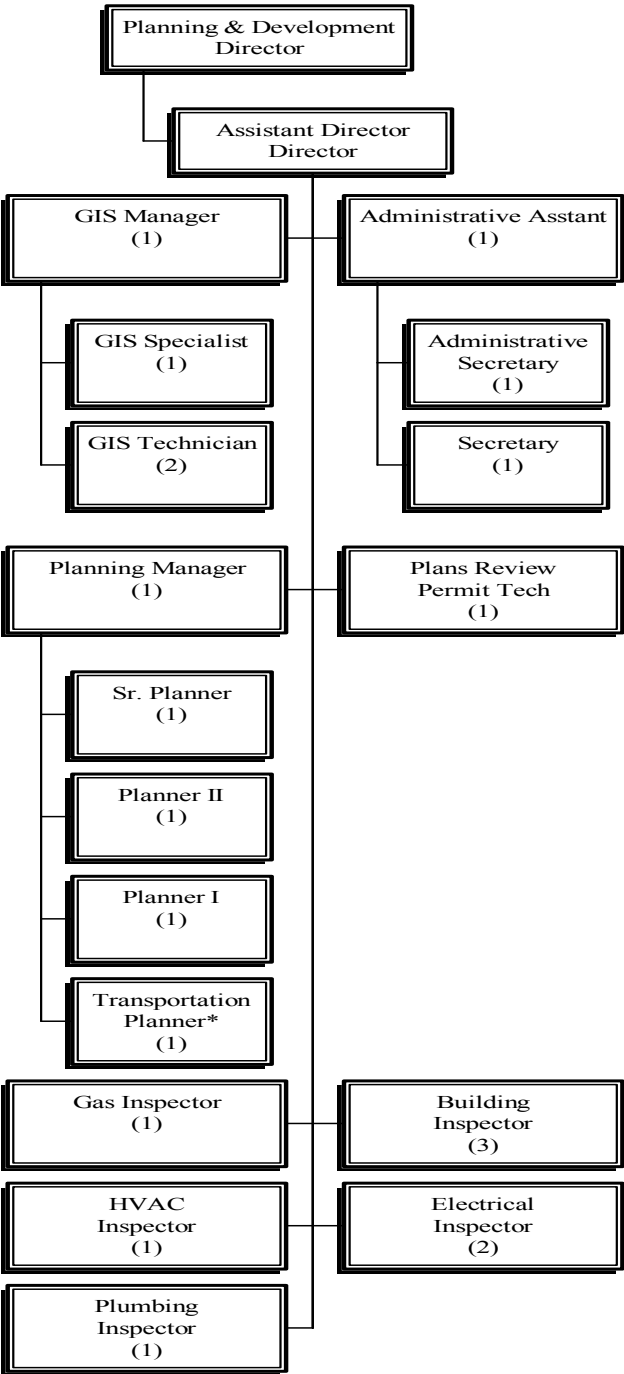 Planning & Development
Director
Assistant Director
Director
GIS Manager
(1)
Administrative Asstant
(1)
GIS Specialist
(1)
Administrative
Secretary
(1)
GIS Technician
(2)
Secretary
(1)
Planning Manager
(1)
Plans Review
Permit Tech
(1)
Sr. Planner
(1)
Planner II
(1)
Planner I
(1)
Transportation
Planner*
(1)
Gas Inspector
(1)
Building
Inspector
(3)
HVAC
Inspector
(1)
Electrical
Inspector
(2)
Plumbing
Inspector
(1)